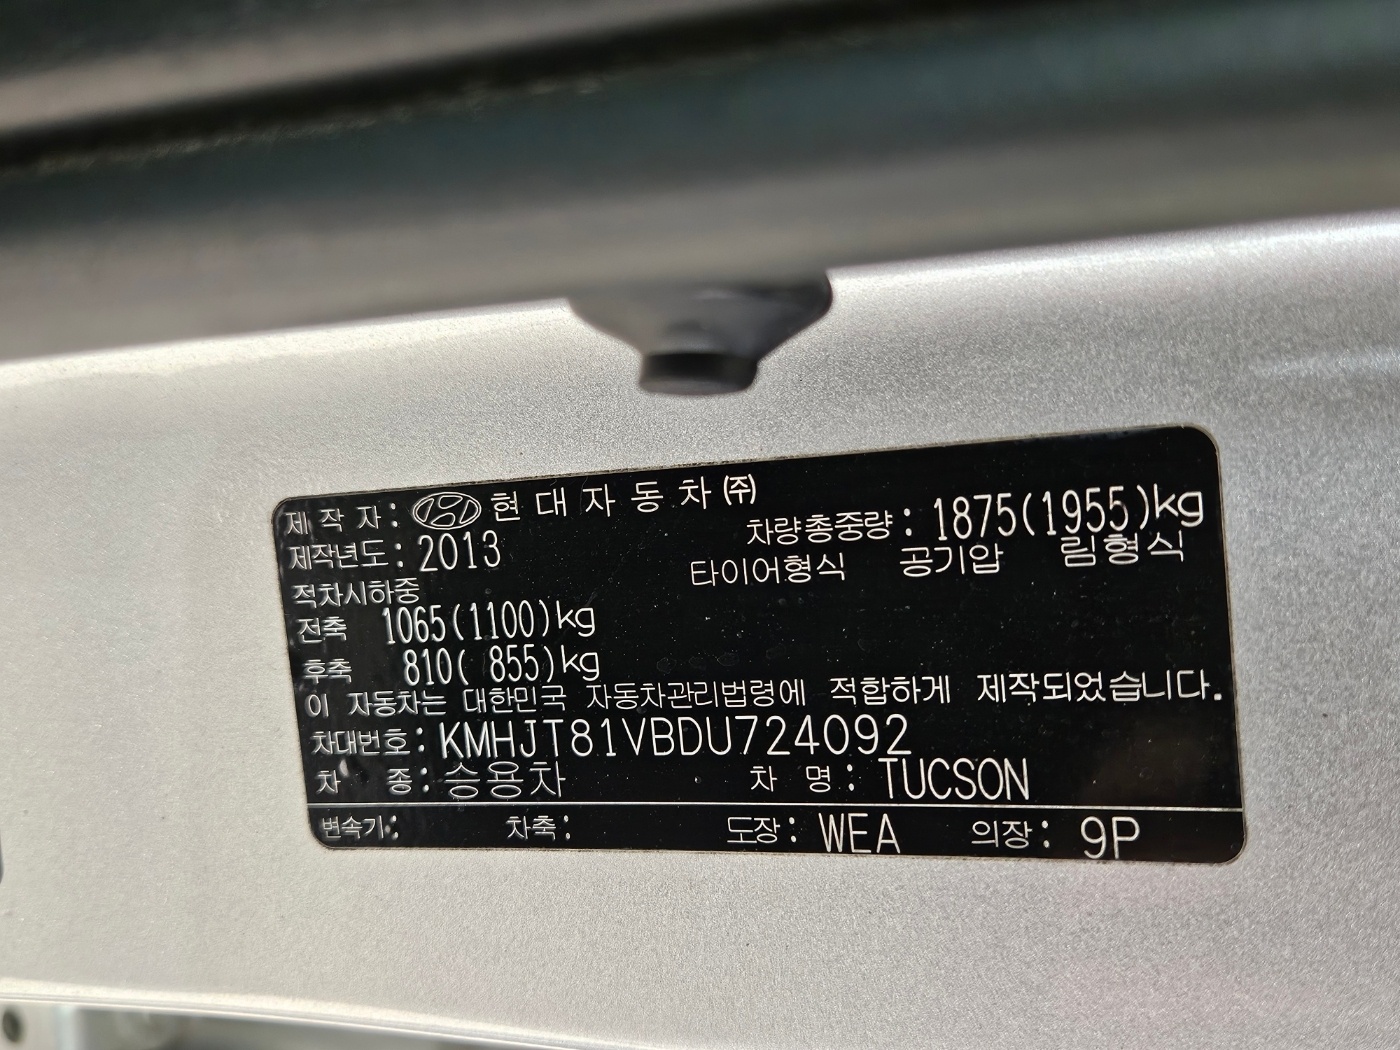 제 작 자 : 현 대 자 동 차 ㈜
제작년도 : 2013
차량총중량 : 1875(1955)kg
타이어형식 공기압 림형식
적차시하중
전축 1065(1100)kg
후축 810( 855)kg
이 자동차는 대한민국 자동차관리법령에 적합하게 제작되었습니다.
차대번호 : KMHJT81VBDU724092
차 종 : 승용차 차 명 : TUCSON
변속기 : 차축 : 도장 : WEA 의장 : 9P